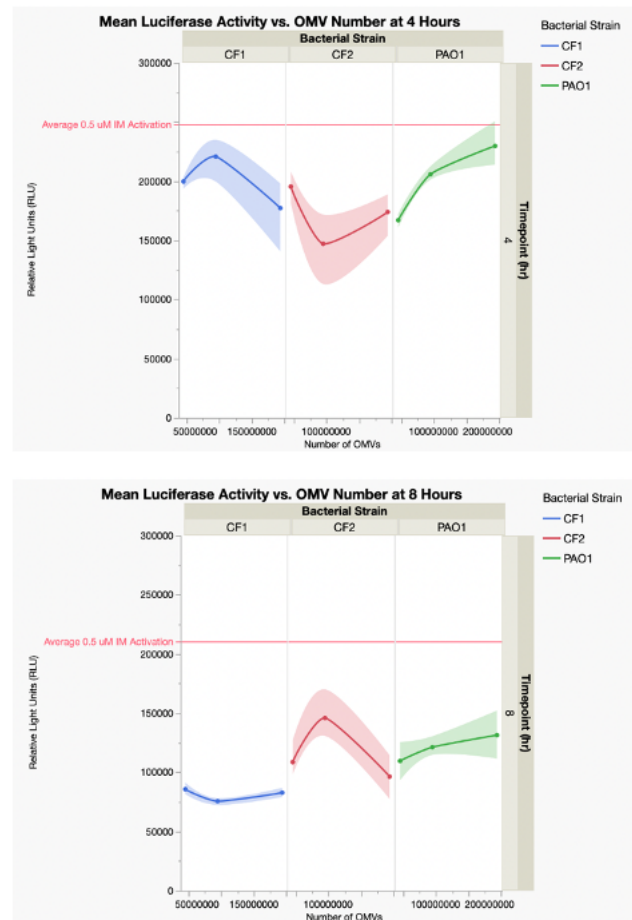 Mean Luciferase Activity vs. OMV Number at 4 Hours
Bacterial Strain
CF1 CF2 PAO1
Bacterial Strain
CF1
CF2
PAO1
300000
Average 0.5 uM IM Activation
200000
150000
100000
50000
0
Relative Light Units (RLU)
Timepoint (hr)
4
50000000 150000000 100000000 100000000 200000000
Number of OMVs
Mean Luciferase Activity vs. OMV Number at 8 Hours
Bacterial Strain
CF1 CF2 PAO1
Bacterial Strain
CF1
CF2
PAO1
300000
250000
Average 0.5 uM IM Activation
200000
150000
100000
50000
0
Relative Light Units (RLU)
Timepoint (hr)
8
50000000 150000000 100000000 100000000 200000000
Number of OMVs